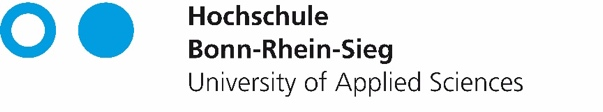 Hochschule
Bonn-Rhein-Sieg
University of Applied Sciences